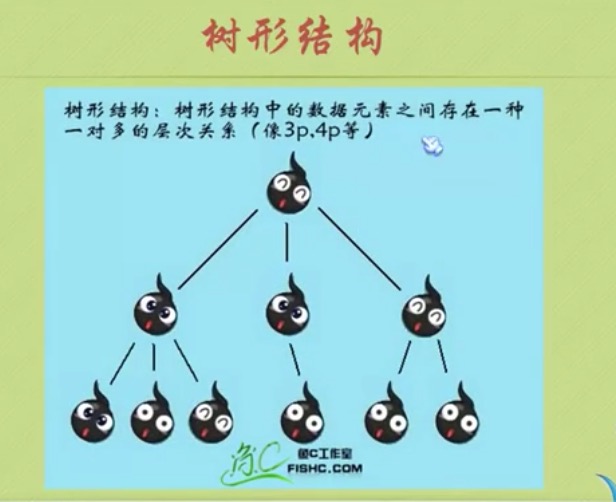 树形结构
树形结构：树形结构中的数据元素之间存在一种
一对多的层次关系（像3p,4p等）
鱼C
鱼C工作室
FISHC.COM